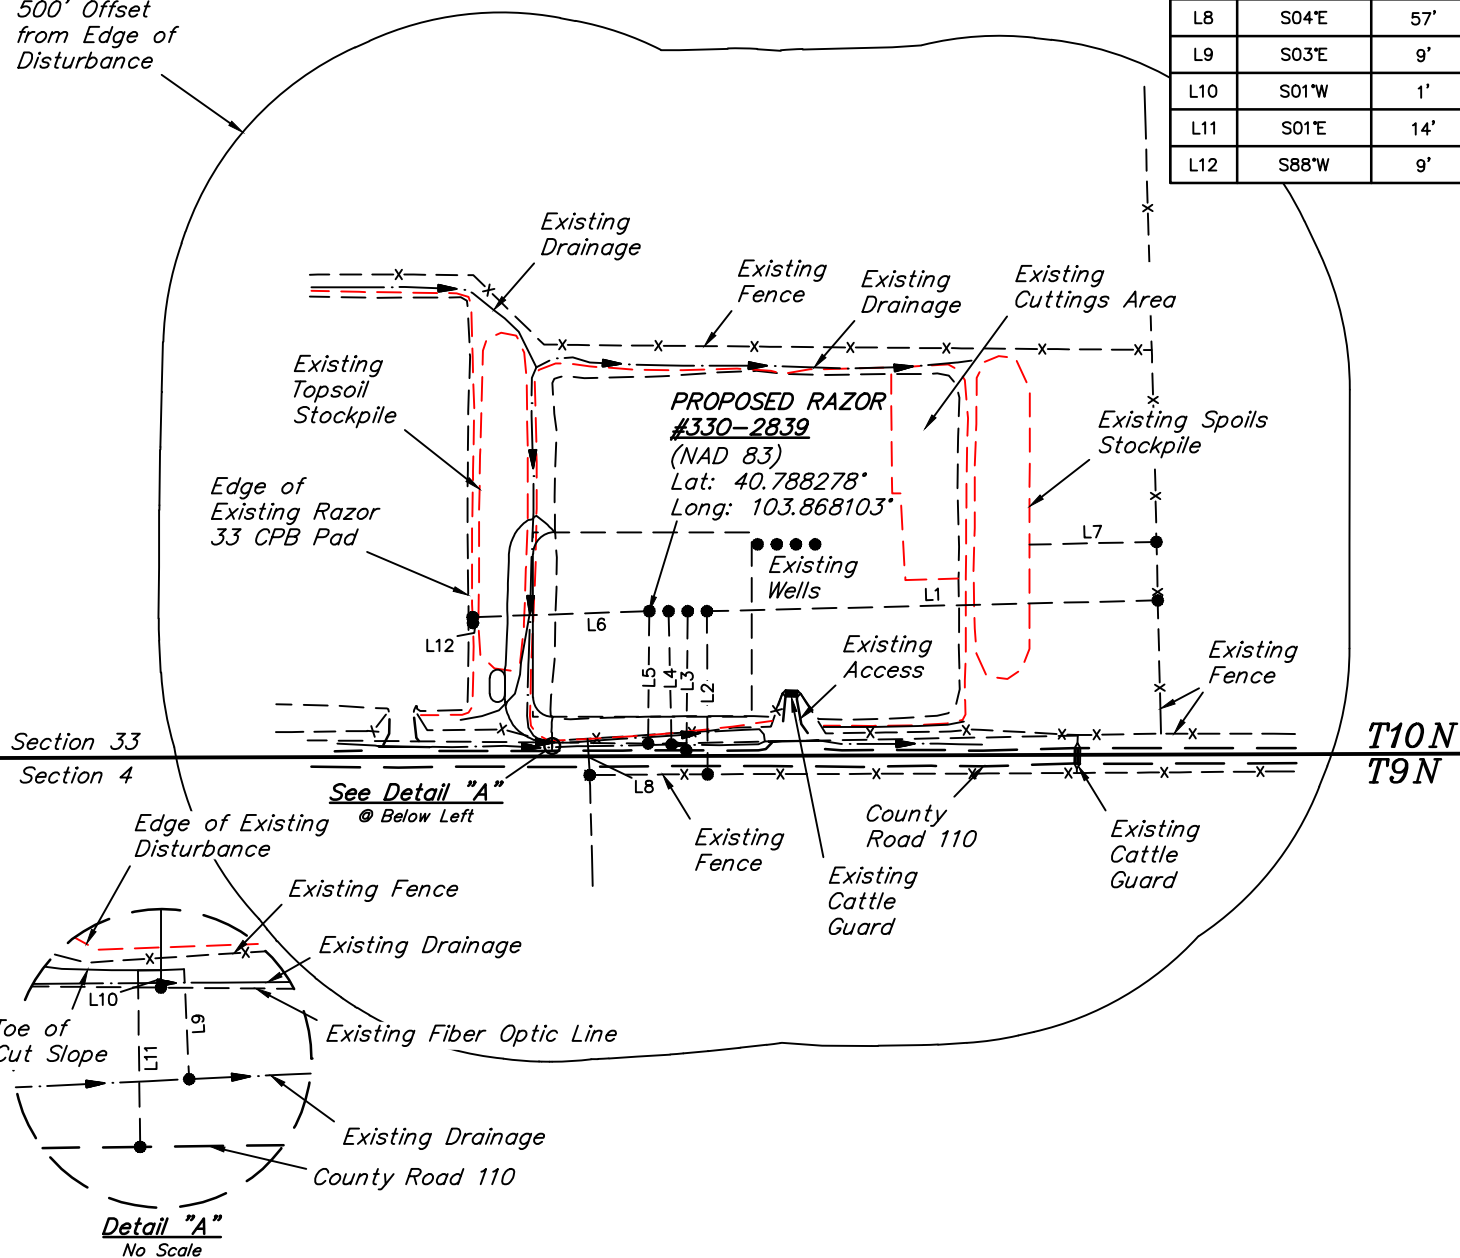 500' Offset
from Edge of
Disturbance
L8 S04°E 57'
L9 S03°E 9'
L10 S01°W 1'
L11 S01°E 14'
L12 S88°W 9'
Existing
Drainage
Existing
Fence
Existing
Drainage
Existing
Cuttings Area
Existing
Topsoil
Stockpile
PROPOSED RAZOR
#330-2839
(NAD 83)
Lat: 40.788278°
Long: 103.868103°
Existing Spoils
Stockpile
Edge of
Existing Razor
33 CPB Pad
L7
Existing
Wells
L1
L6
L12
L5
L4
L3
L2
Existing
Access
Existing
Fence
Section 33
T10N
Section 4
T9N
See Detail "A"
@ Below Left
L8
Existing
Fence
County
Road 110
Existing
Cattle
Guard
Existing
Cattle
Guard
Edge of Existing
Disturbance
Existing Fence
Existing Drainage
L10
L9
L11
Toe of
Cut Slope
Existing Fiber Optic Line
Existing Drainage
County Road 110
Detail "A"
No Scale